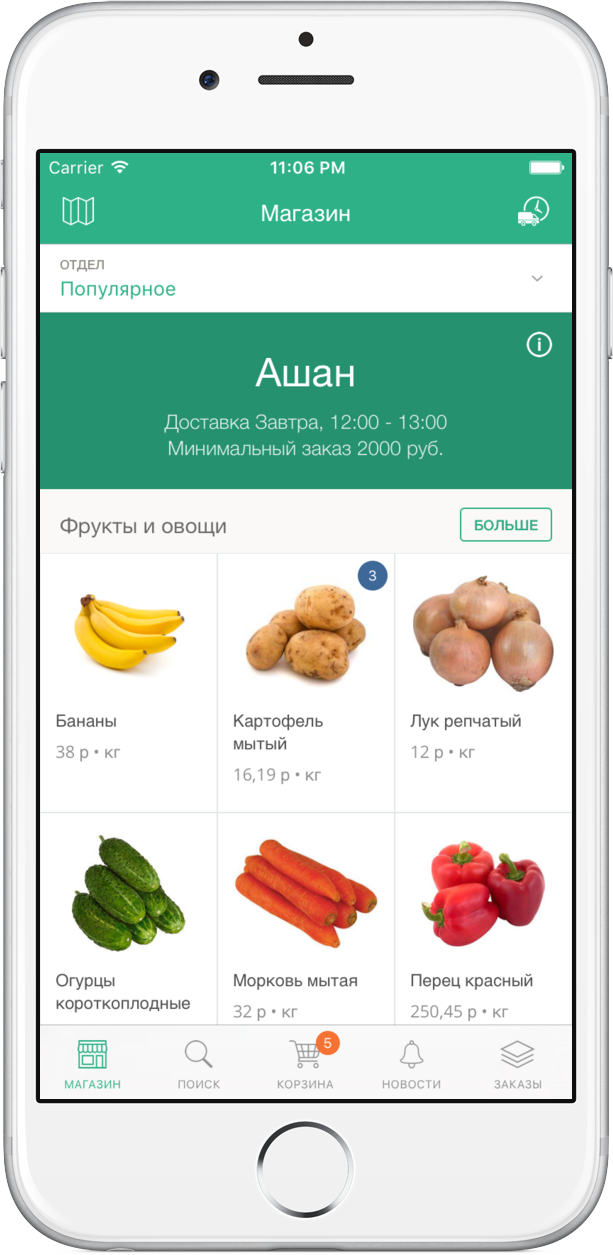 Carrier 11:06 PM
Магазин
ОТДЕЛ
Популярное
Ашан
Доставка Завтра, 12:00 - 13:00
Минимальный заказ 2000 руб.
Фрукты и овощи БОЛЬШЕ
3
Бананы
38 р • кг
Картофель
мытый
16,19 р • кг
Лук репчатый
12 р • кг
Огурцы
короткоплодные
Морковь мытая
32 р • кг
Перец красный
250,45 р • кг
5
МАГАЗИН ПОИСК КОРЗИНА НОВОСТИ ЗАКАЗЫ